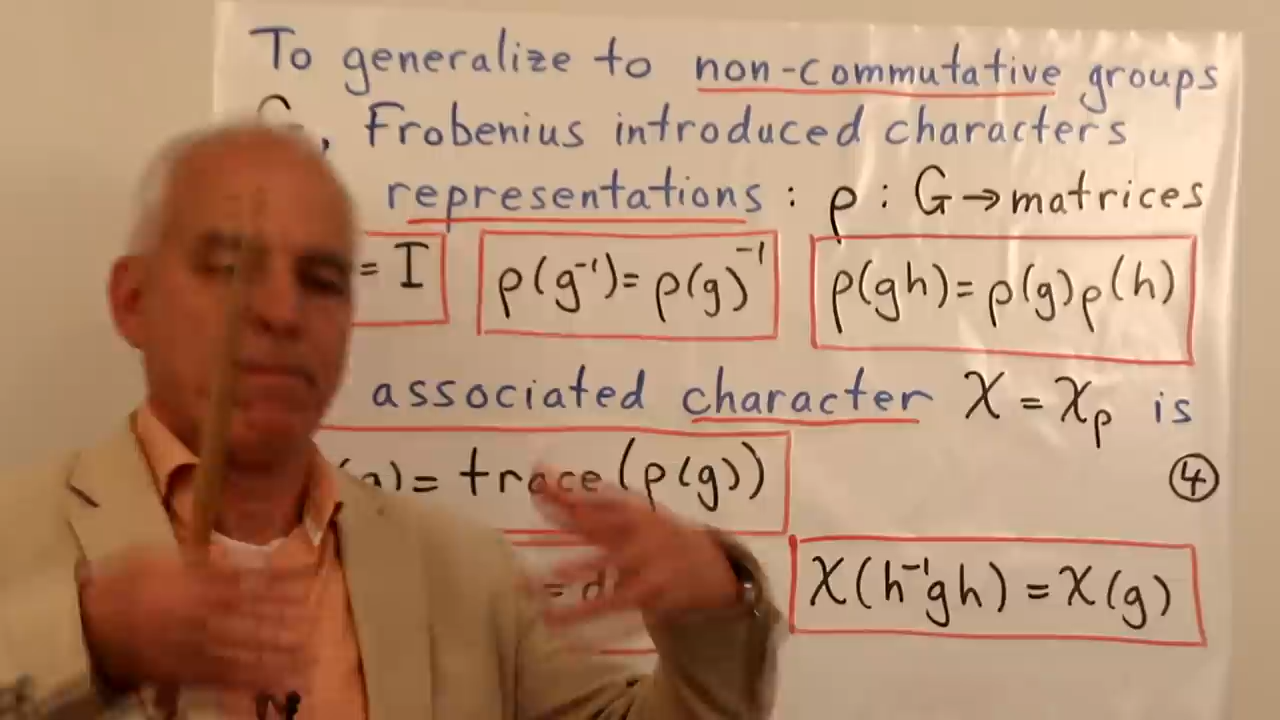 To generalize to non-commutative groups
, Frobenius introduced characters
representations : ρ : G → matrices
= I ρ(g⁻¹) = ρ(g)⁻¹ ρ(gh) = ρ(g)ρ(h)
associated character χ = χρ is
) = trace(ρ(g)) ④
= χ(h⁻¹gh) = χ(g)